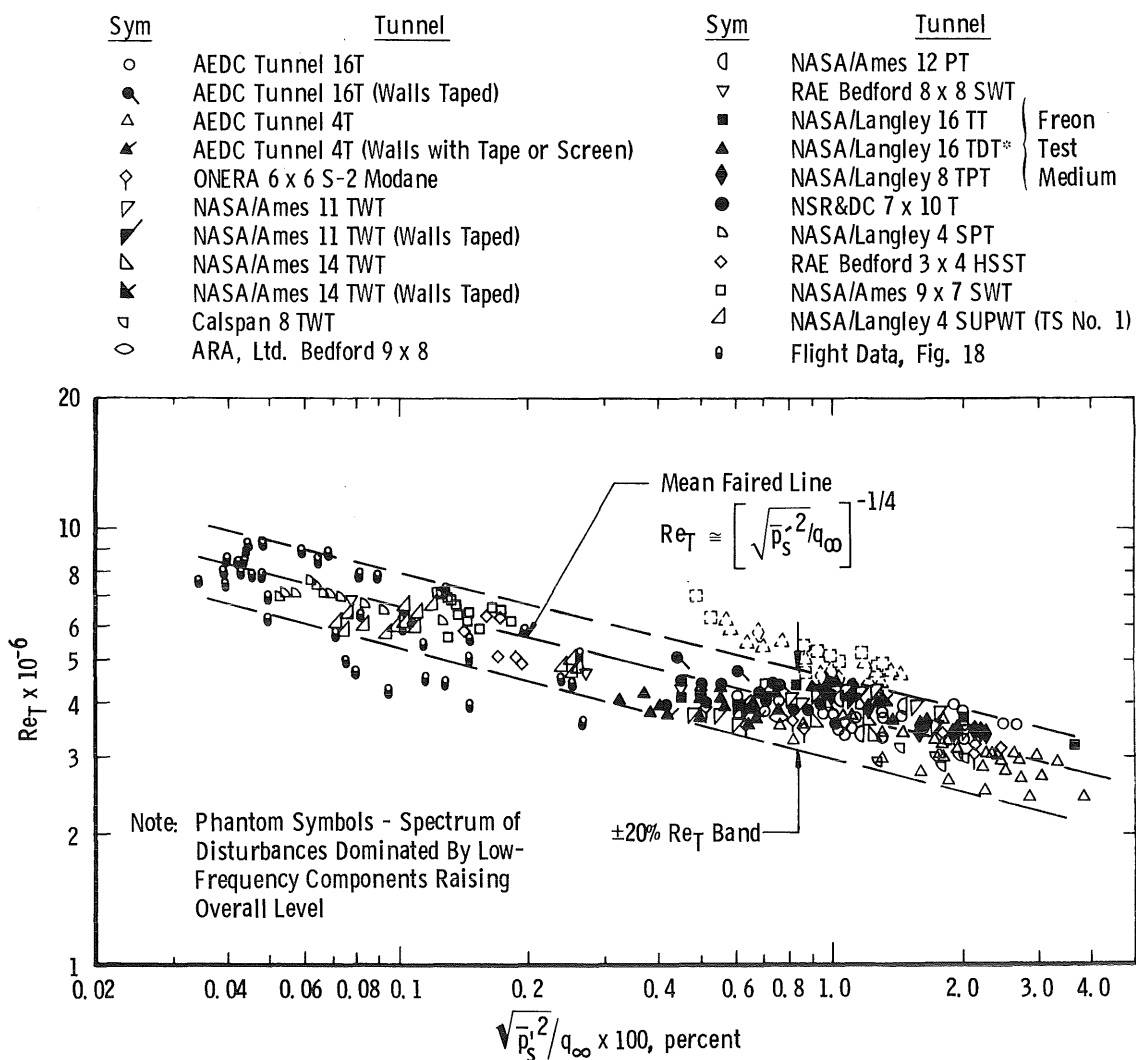 Sym Tunnel
AEDC Tunnel 16T
AEDC Tunnel 16T (Walls Taped)
AEDC Tunnel 4T
AEDC Tunnel 4T (Walls with Tape or Screen)
ONERA 6 x 6 S-2 Modane
NASA/Ames 11 TWT
NASA/Ames 11 TWT (Walls Taped)
NASA/Ames 14 TWT
NASA/Ames 14 TWT (Walls Taped)
Calspan 8 TWT
ARA, Ltd. Bedford 9 x 8
Sym Tunnel
NASA/Ames 12 PT
RAE Bedford 8 x 8 SWT
NASA/Langley 16 TT
NASA/Langley 16 TDT*
NASA/Langley 8 TPT
Freon
Test
Medium
NSR&DC 7 x 10 T
NASA/Langley 4 SPT
RAE Bedford 3 x 4 HSST
NASA/Ames 9 x 7 SWT
NASA/Langley 4 SUPWT (TS No. 1)
Flight Data, Fig. 18
20
10
8
6
5
4
3
2
1
Re_T x 10^-6
Mean Faired Line
Re_T ≅ [√p̅_s'^2/q_∞]^-1/4
±20% Re_T Band
Note: Phantom Symbols - Spectrum of
Disturbances Dominated By Low-
Frequency Components Raising
Overall Level
0.02 0.04 0.06 0.08 0.1 0.2 0.4 0.6 0.8 1.0 2.0 3.0 4.0
√p̅_s'^2/q_∞ x 100, percent